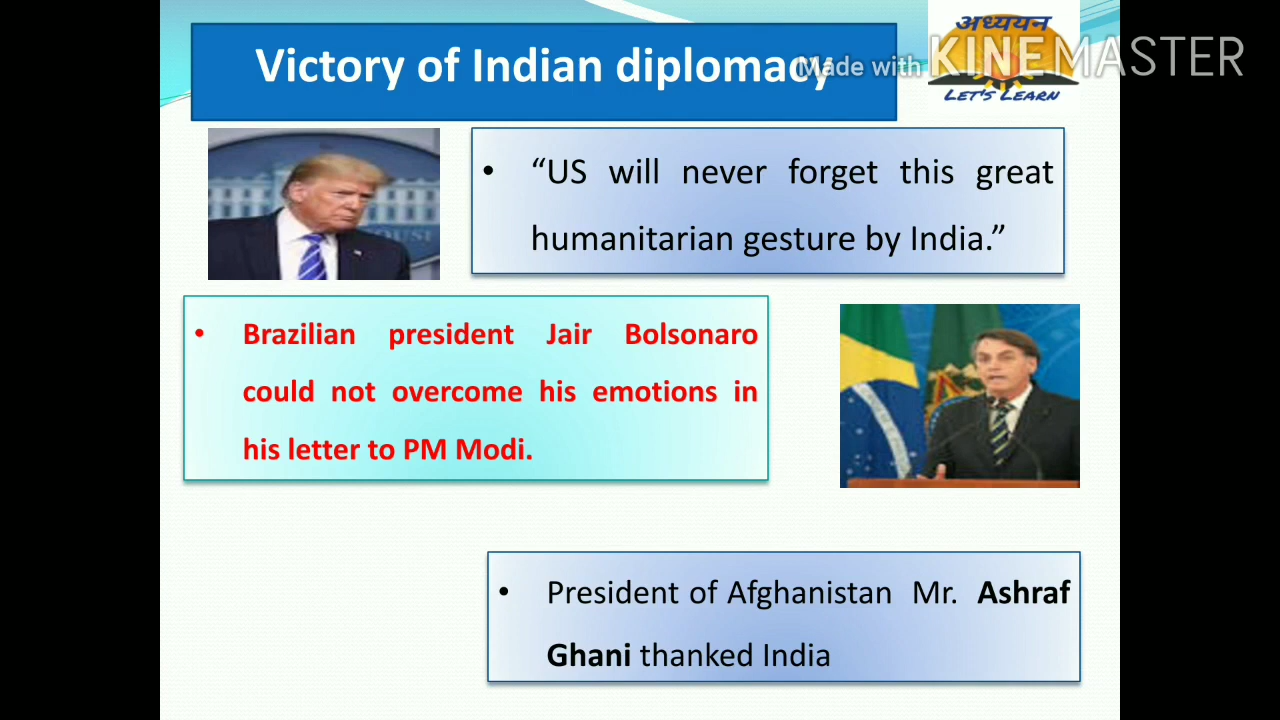 अध्ययन
Victory of Indian diplomacy
Made with KINEMASTER
LET'S LEARN
• “US will never forget this great
humanitarian gesture by India.”
• Brazilian president Jair Bolsonaro
could not overcome his emotions in
his letter to PM Modi.
• President of Afghanistan Mr. Ashraf
Ghani thanked India